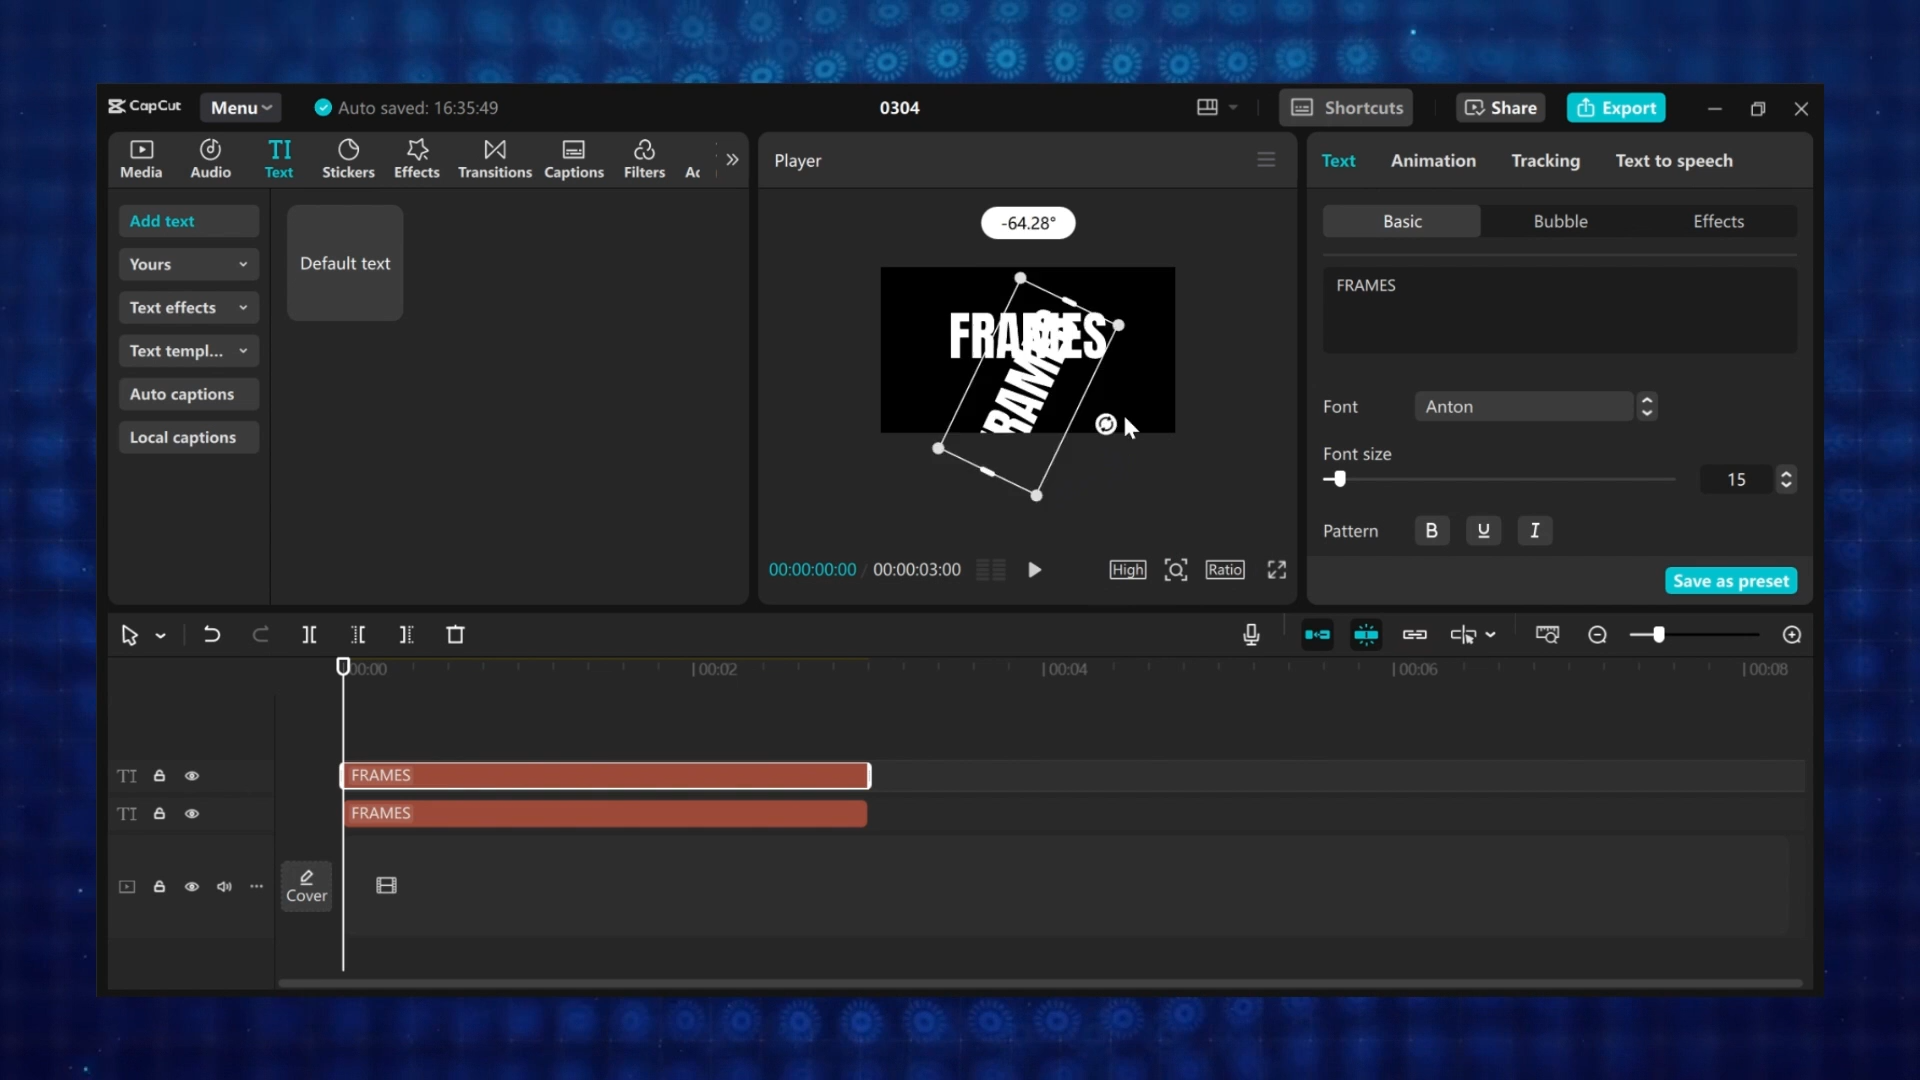 CapCut
Menu
Auto saved: 16:35:49
0304
Shortcuts
Share
Export
Media
Audio
TI
Text
Stickers
Effects
Transitions
Captions
Filters
Player
Text
Animation
Tracking
Text to speech
Add text
Yours
Text effects
Text templ...
Auto captions
Local captions
Default text
-64.28°
FRAMES
FRAMES
Basic
Bubble
Effects
FRAMES
Font
Anton
Font size
15
Pattern
B
U
I
Save as preset
00:00:00:00 / 00:00:03:00
High
Ratio
00:00
00:02
00:04
00:06
00:08
TI
FRAMES
TI
FRAMES
Cover